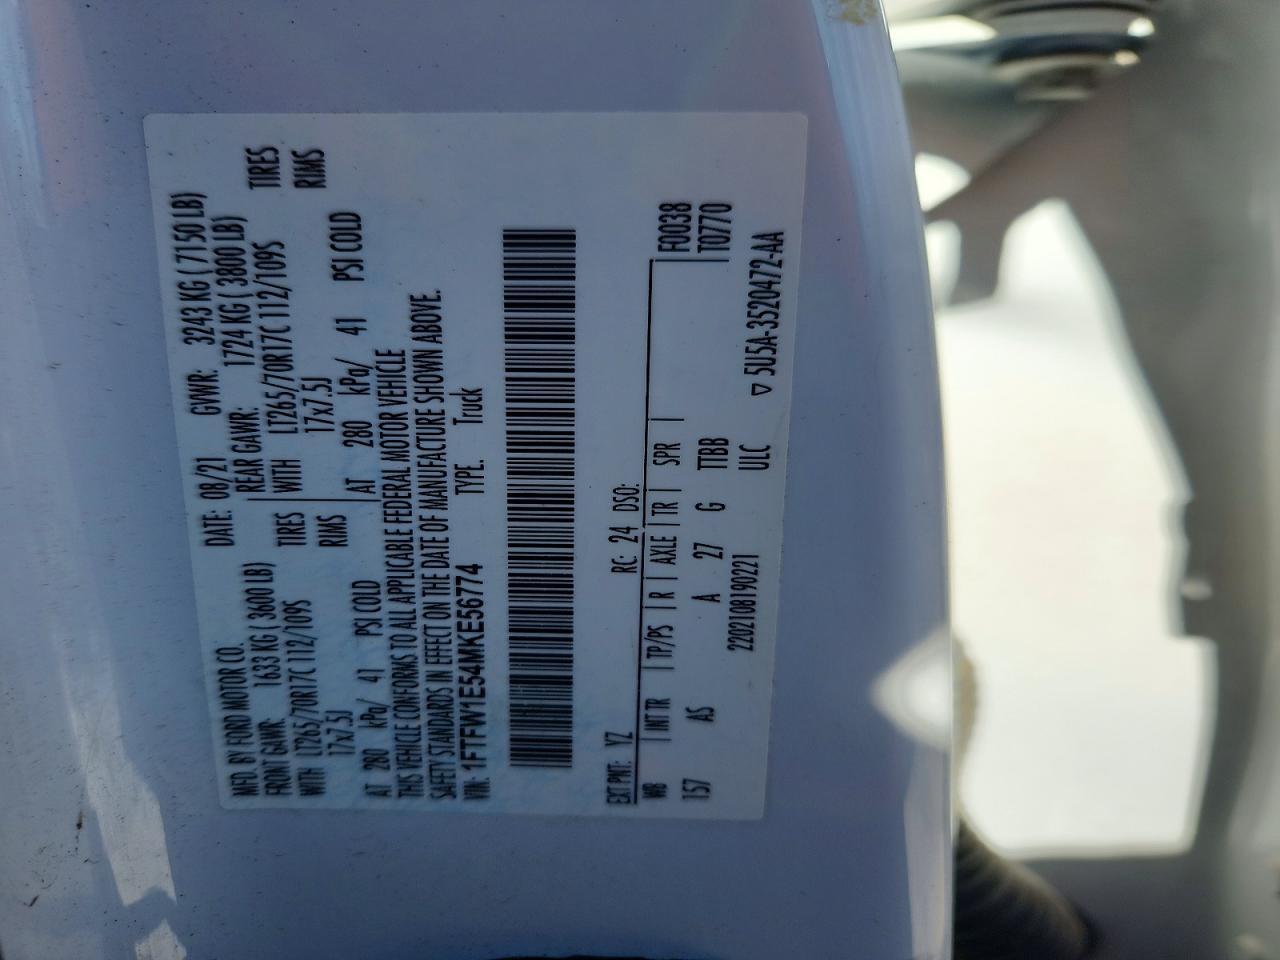 MFD. BY FORD MOTOR CO.
DATE: 08/21 GVWR: 3243 KG ( 7150 LB)
FRONT GAWR: 1633 KG ( 3600 LB) REAR GAWR: 1724 KG ( 3800 LB)
WITH LT265/70R17C 112/109S TIRES WITH LT265/70R17C 112/109S TIRES
17x7.5J RIMS 17x7.5J RIMS
AT 280 kPa/ 41 PSI COLD AT 280 kPa/ 41 PSI COLD
THIS VEHICLE CONFORMS TO ALL APPLICABLE FEDERAL MOTOR VEHICLE
SAFETY STANDARDS IN EFFECT ON THE DATE OF MANUFACTURE SHOWN ABOVE.
VIN: 1FTFW1E54MKE56774 TYPE. Truck
EXT PNT: YZ RC: 24 DSO: F0038
WB INT TR TP/PS R AXLE TR SPR T0770
157 AS A 27 G TTBB
2202108190221 ULC ▽ 5U5A-3520472-AA